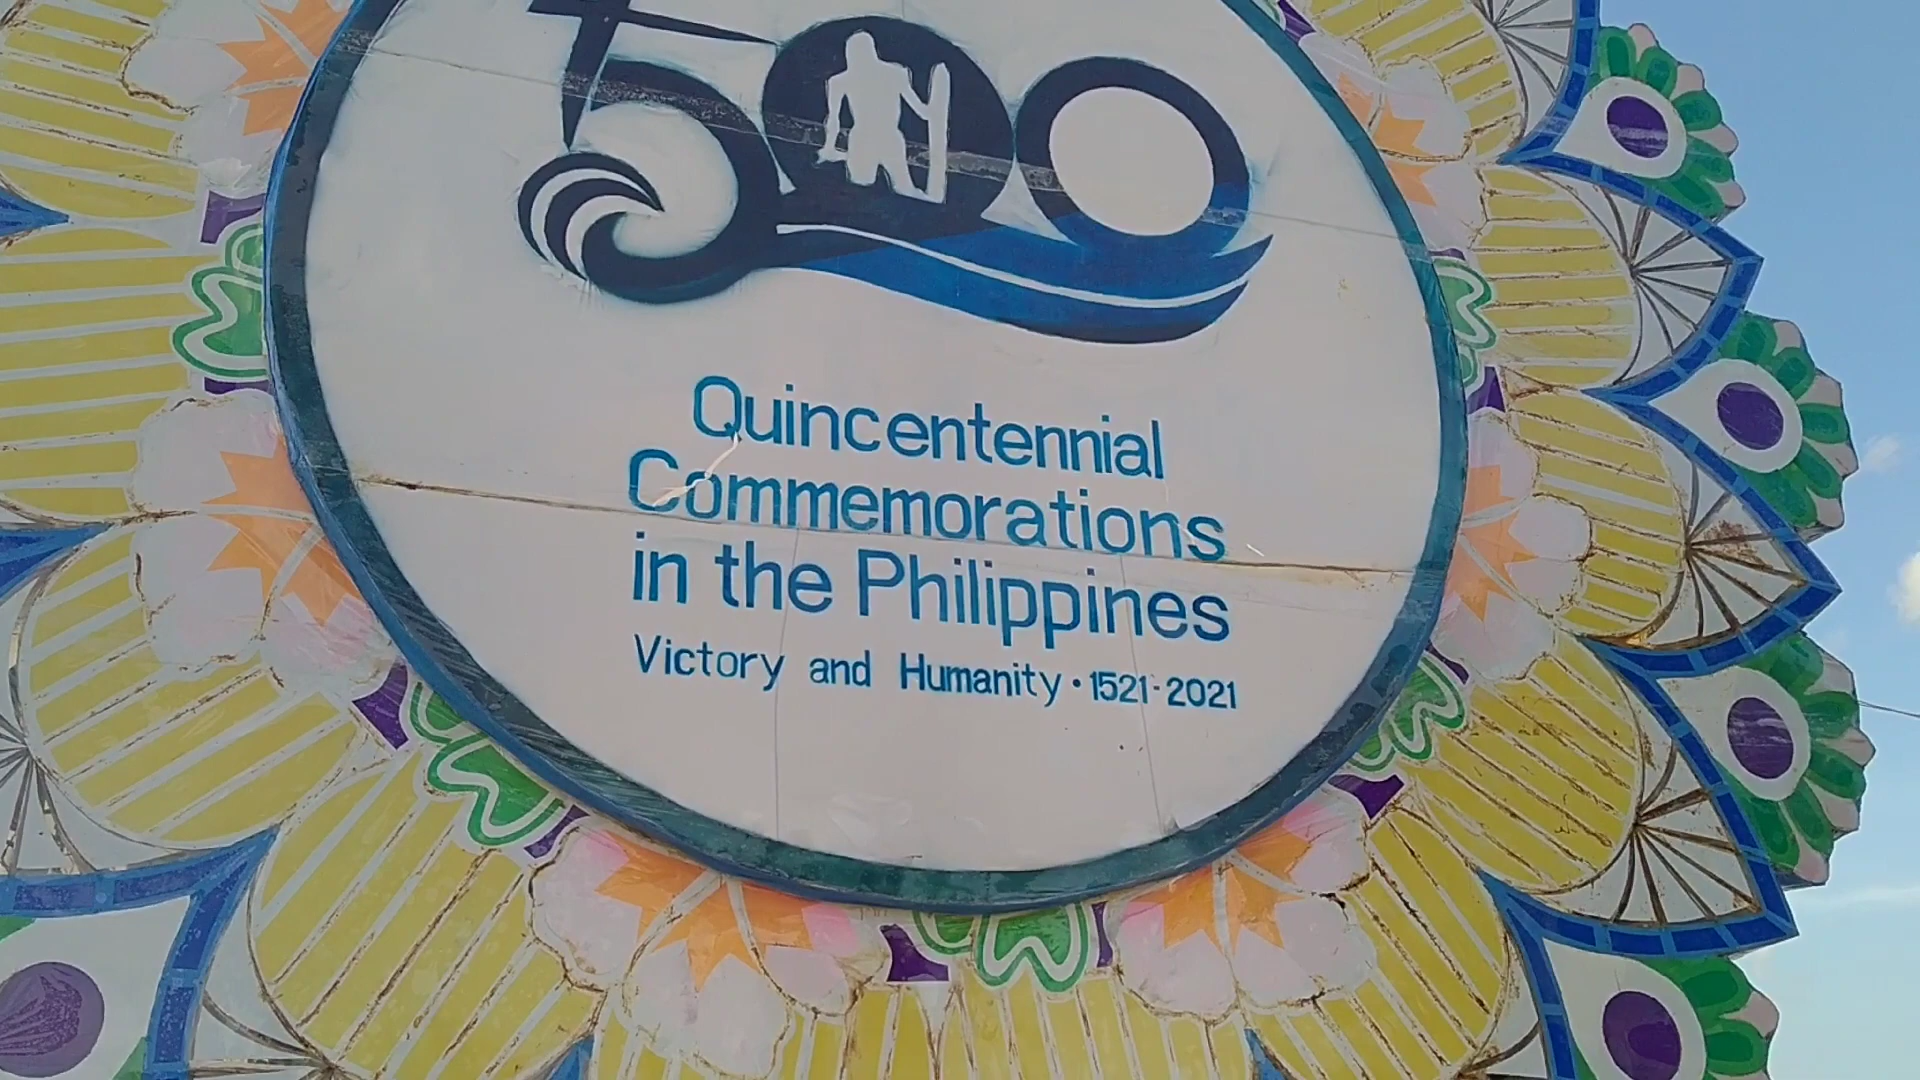 500
Quincentennial
Commemorations
in the Philippines
Victory and Humanity • 1521-2021